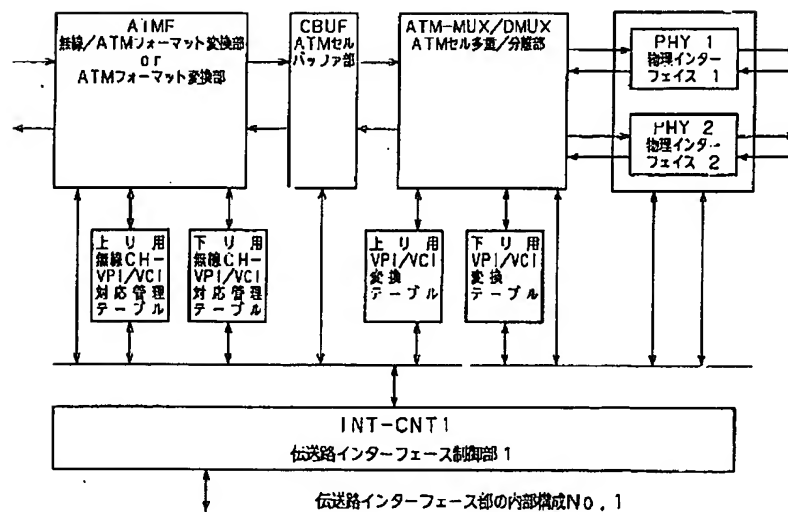 ATMF
無線/ATMフォーマット変換部
or
ATMフォーマット変換部
CBUF
ATMセル
バッファ部
ATM-MUX/DMUX
ATMセル多重/分離部
PHY 1
物理インター
フェイス 1
PHY 2
物理インター
フェイス 2
上り用
無線CH-
VPI/VCI
対応管理
テーブル
下り用
無線CH-
VPI/VCI
対応管理
テーブル
上り用
VPI/VCI
変換
テーブル
下り用
VPI/VCI
変換
テーブル
INT-CNT1
伝送路インターフェース制御部1
伝送路インターフェース部の内部構成No.1